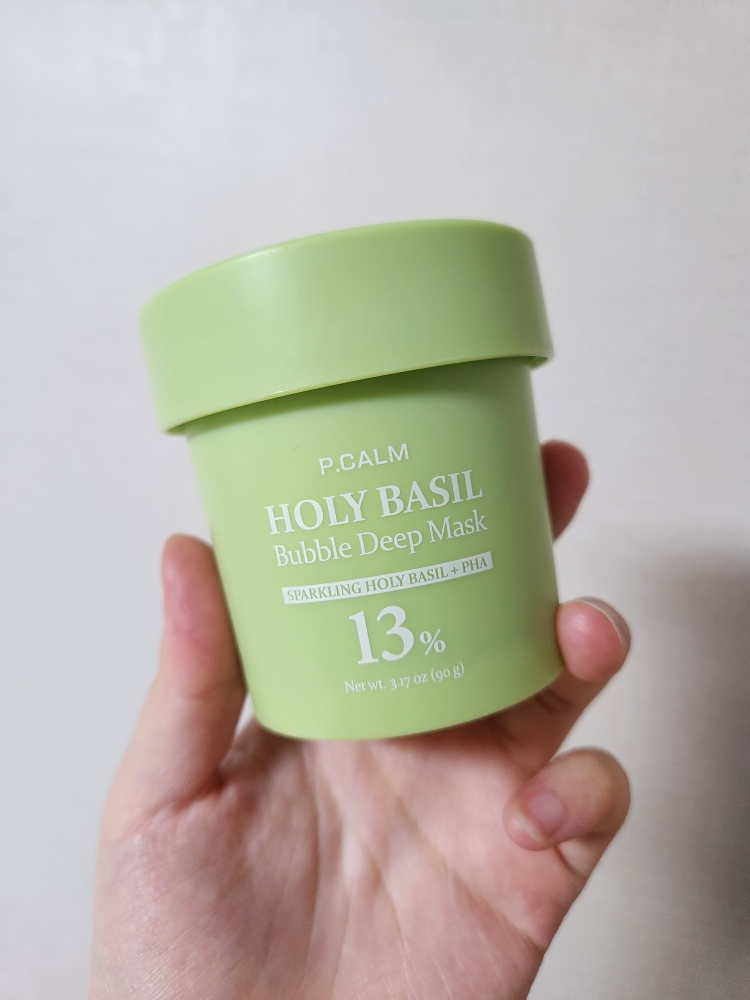 P.CALM
HOLY BASIL
Bubble Deep Mask
SPARKLING HOLY BASIL + PHA
13%
Net wt. 3.17 oz (90 g)